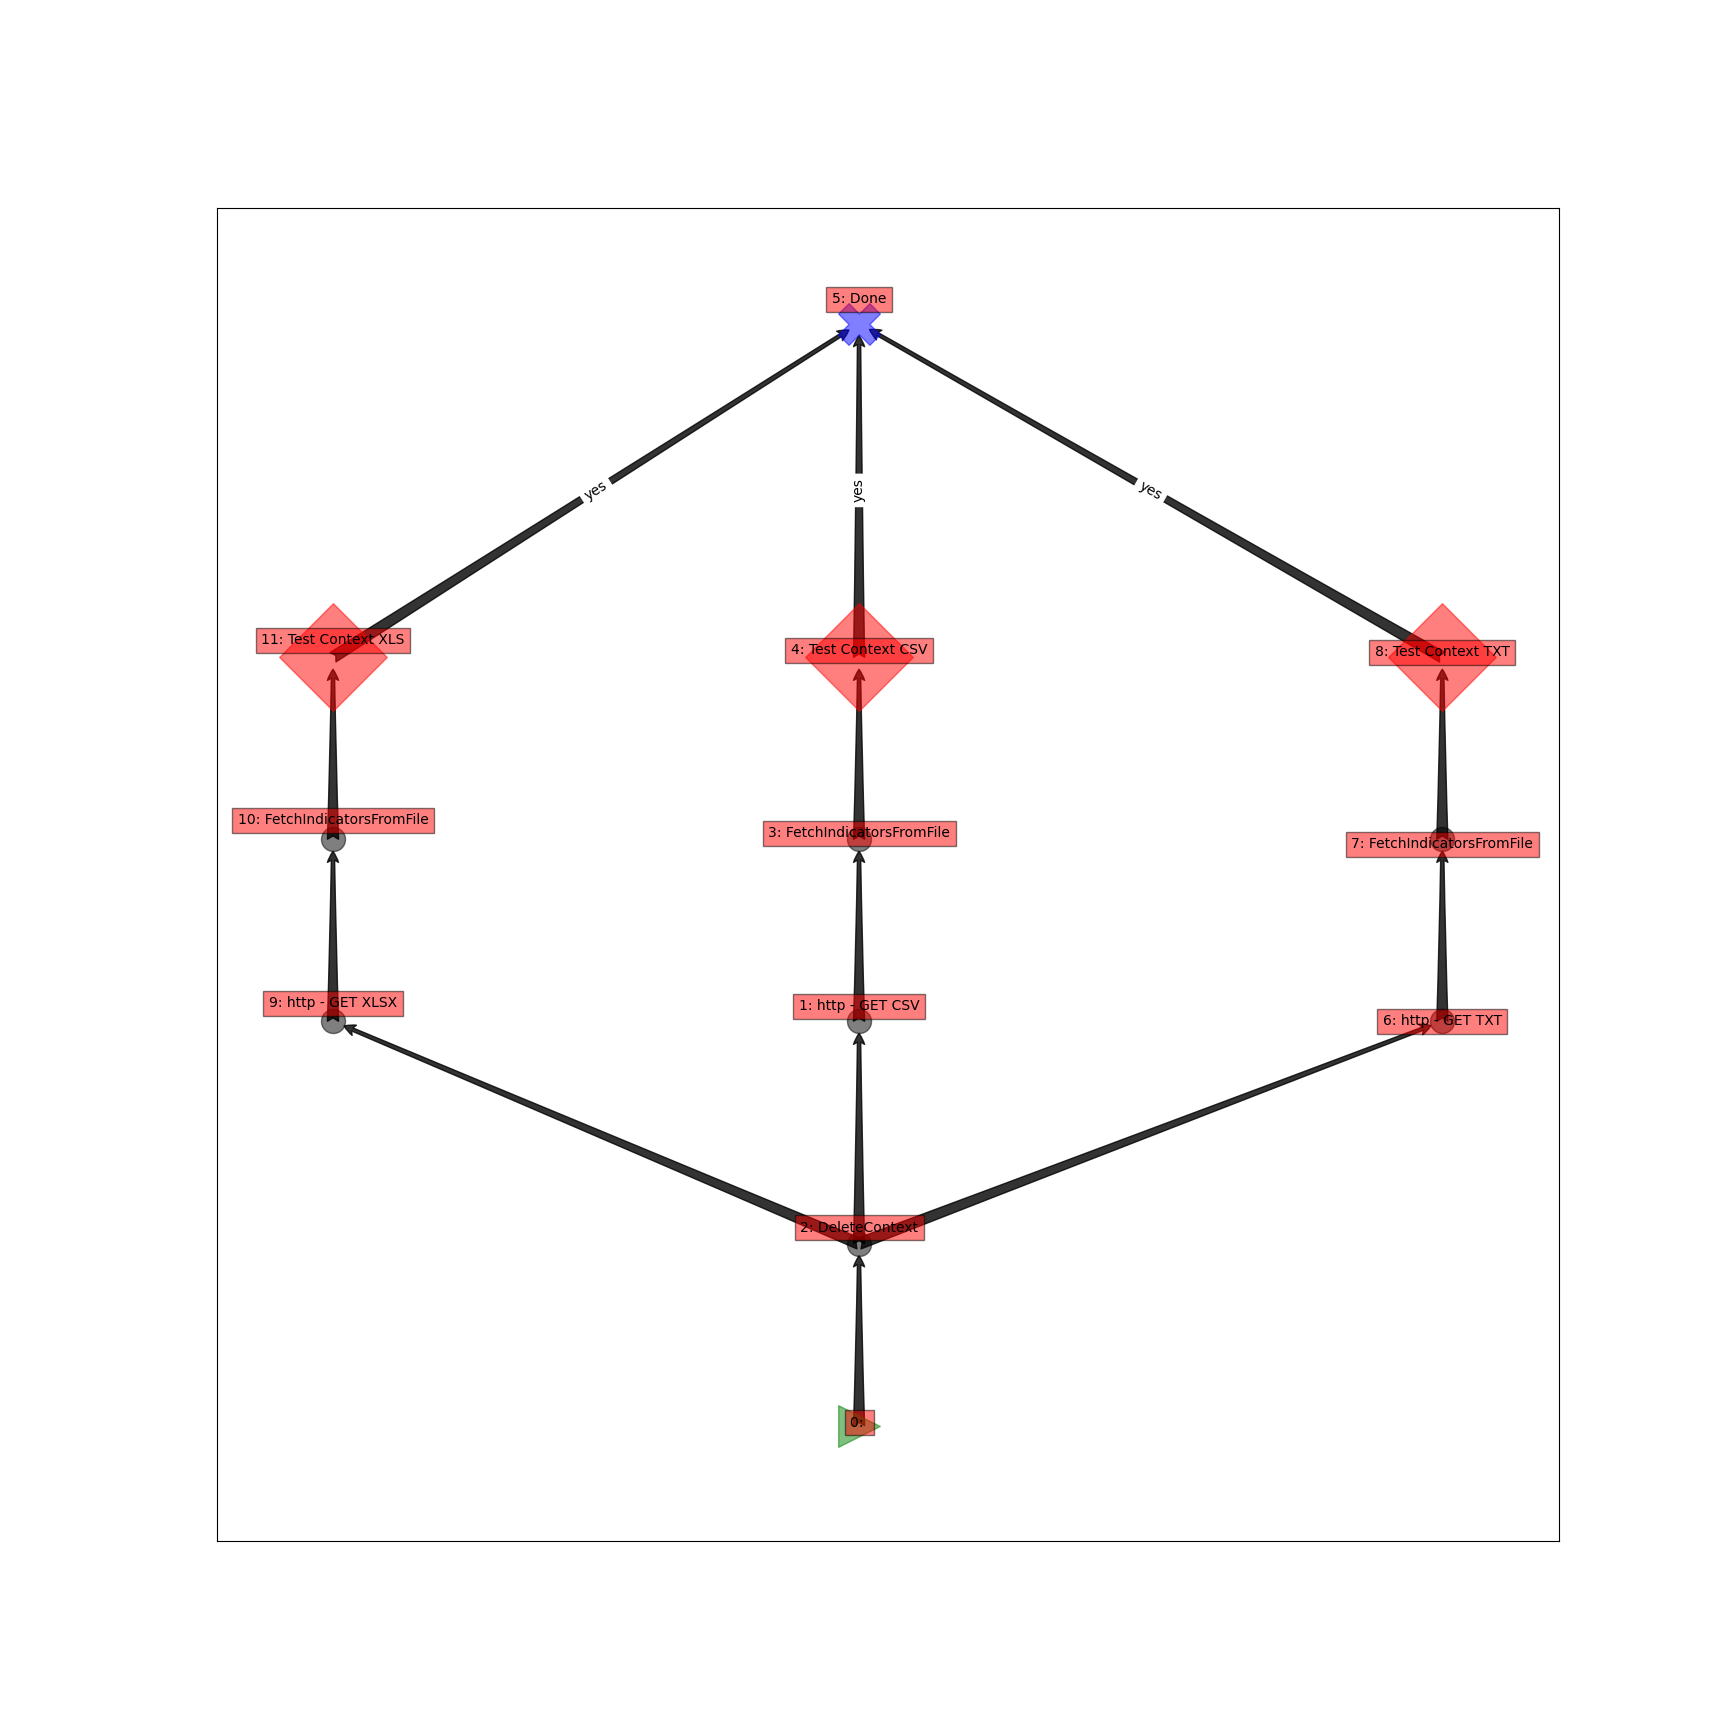 5: Done
yes
yes
yes
11: Test Context XLS
4: Test Context CSV
8: Test Context TXT
10: FetchIndicatorsFromFile
3: FetchIndicatorsFromFile
7: FetchIndicatorsFromFile
9: http - GET XLSX
1: http - GET CSV
6: http - GET TXT
2: DeleteContext
0: